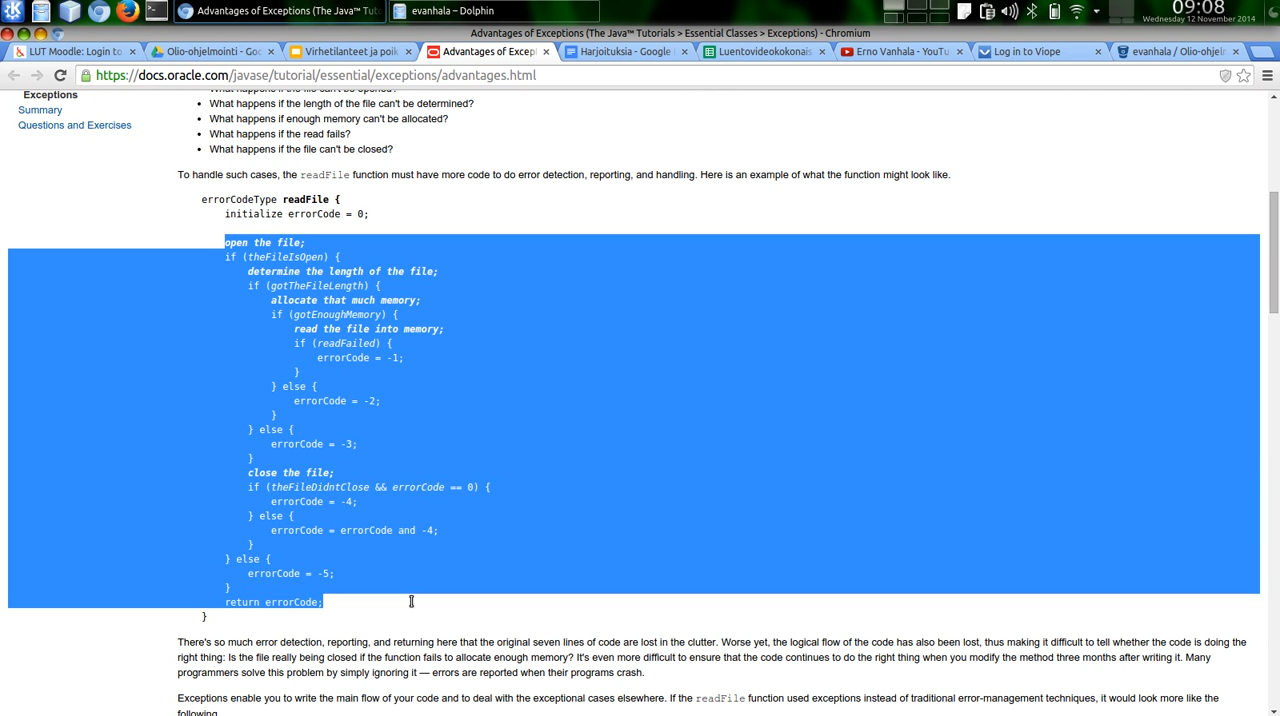 Advantages of Exceptions (The Java™ Tuto
evanhala – Dolphin
09:08
Wednesday 12 November 2014
Advantages of Exceptions (The Java™ Tutorials > Essential Classes > Exceptions) - Chromium
LUT Moodle: Login to
Olio-ohjelmointi - Go
Virhetilanteet ja poik
Advantages of Excep
Harjoituksia - Google
Luentovideokokonais
Erno Vanhala - YouTu
Log in to Viope
evanhala / Olio-ohjeln
https://docs.oracle.com/javase/tutorial/essential/exceptions/advantages.html
Exceptions
Summary
Questions and Exercises
What happens if the file can't be opened?
• What happens if the length of the file can't be determined?
• What happens if enough memory can't be allocated?
• What happens if the read fails?
• What happens if the file can't be closed?
To handle such cases, the readFile function must have more code to do error detection, reporting, and handling. Here is an example of what the function might look like.
errorCodeType readFile {
initialize errorCode = 0;
open the file;
if (theFileIsOpen) {
determine the length of the file;
if (gotTheFileLength) {
allocate that much memory;
if (gotEnoughMemory) {
read the file into memory;
if (readFailed) {
errorCode = -1;
}
} else {
errorCode = -2;
}
} else {
errorCode = -3;
}
close the file;
if (theFileDidntClose && errorCode == 0) {
errorCode = -4;
} else {
errorCode = errorCode and -4;
}
} else {
errorCode = -5;
}
return errorCode;
}
There's so much error detection, reporting, and returning here that the original seven lines of code are lost in the clutter. Worse yet, the logical flow of the code has also been lost, thus making it difficult to tell whether the code is doing the
right thing: Is the file really being closed if the function fails to allocate enough memory? It's even more difficult to ensure that the code continues to do the right thing when you modify the method three months after writing it. Many
programmers solve this problem by simply ignoring it — errors are reported when their programs crash.
Exceptions enable you to write the main flow of your code and to deal with the exceptional cases elsewhere. If the readFile function used exceptions instead of traditional error-management techniques, it would look more like the
following.